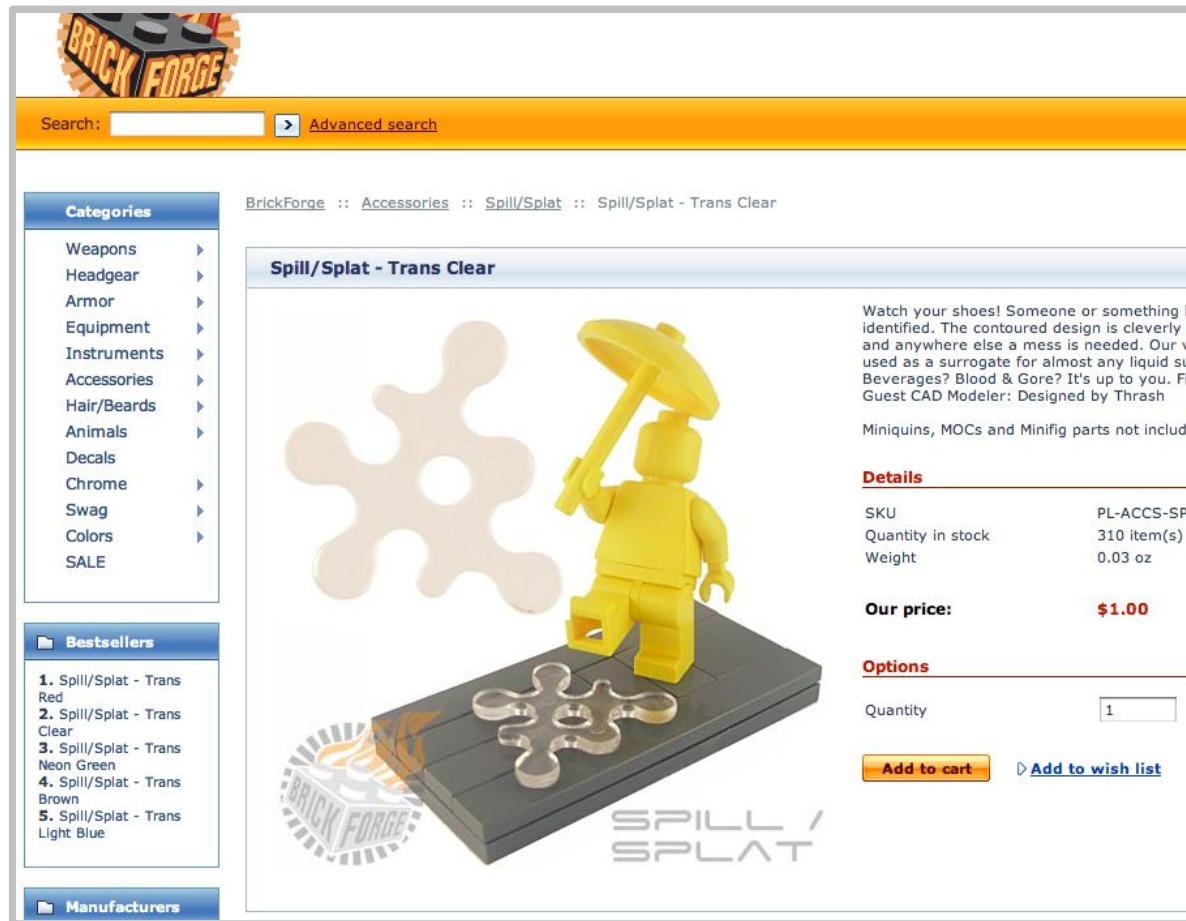 BRICK FORGE
Search:
Advanced search
BrickForge :: Accessories :: Spill/Splat :: Spill/Splat - Trans Clear
Categories
Weapons
Headgear
Armor
Equipment
Instruments
Accessories
Hair/Beards
Animals
Decals
Chrome
Swag
Colors
SALE
Bestsellers
1. Spill/Splat - Trans
Red
2. Spill/Splat - Trans
Clear
3. Spill/Splat - Trans
Neon Green
4. Spill/Splat - Trans
Brown
5. Spill/Splat - Trans
Light Blue
Manufacturers
Spill/Splat - Trans Clear
BRICK FORGE
SPILL /
SPLAT
Watch your shoes! Someone or something
identified. The contoured design is cleverly
and anywhere else a mess is needed. Our
used as a surrogate for almost any liquid
Beverages? Blood & Gore? It's up to you.
Guest CAD Modeler: Designed by Thrash
Miniquins, MOCs and Minifig parts not
Details
SKU PL-ACCS-SP
Quantity in stock 310 item(s)
Weight 0.03 oz
Our price: $1.00
Options
Quantity 1
Add to cart Add to wish list